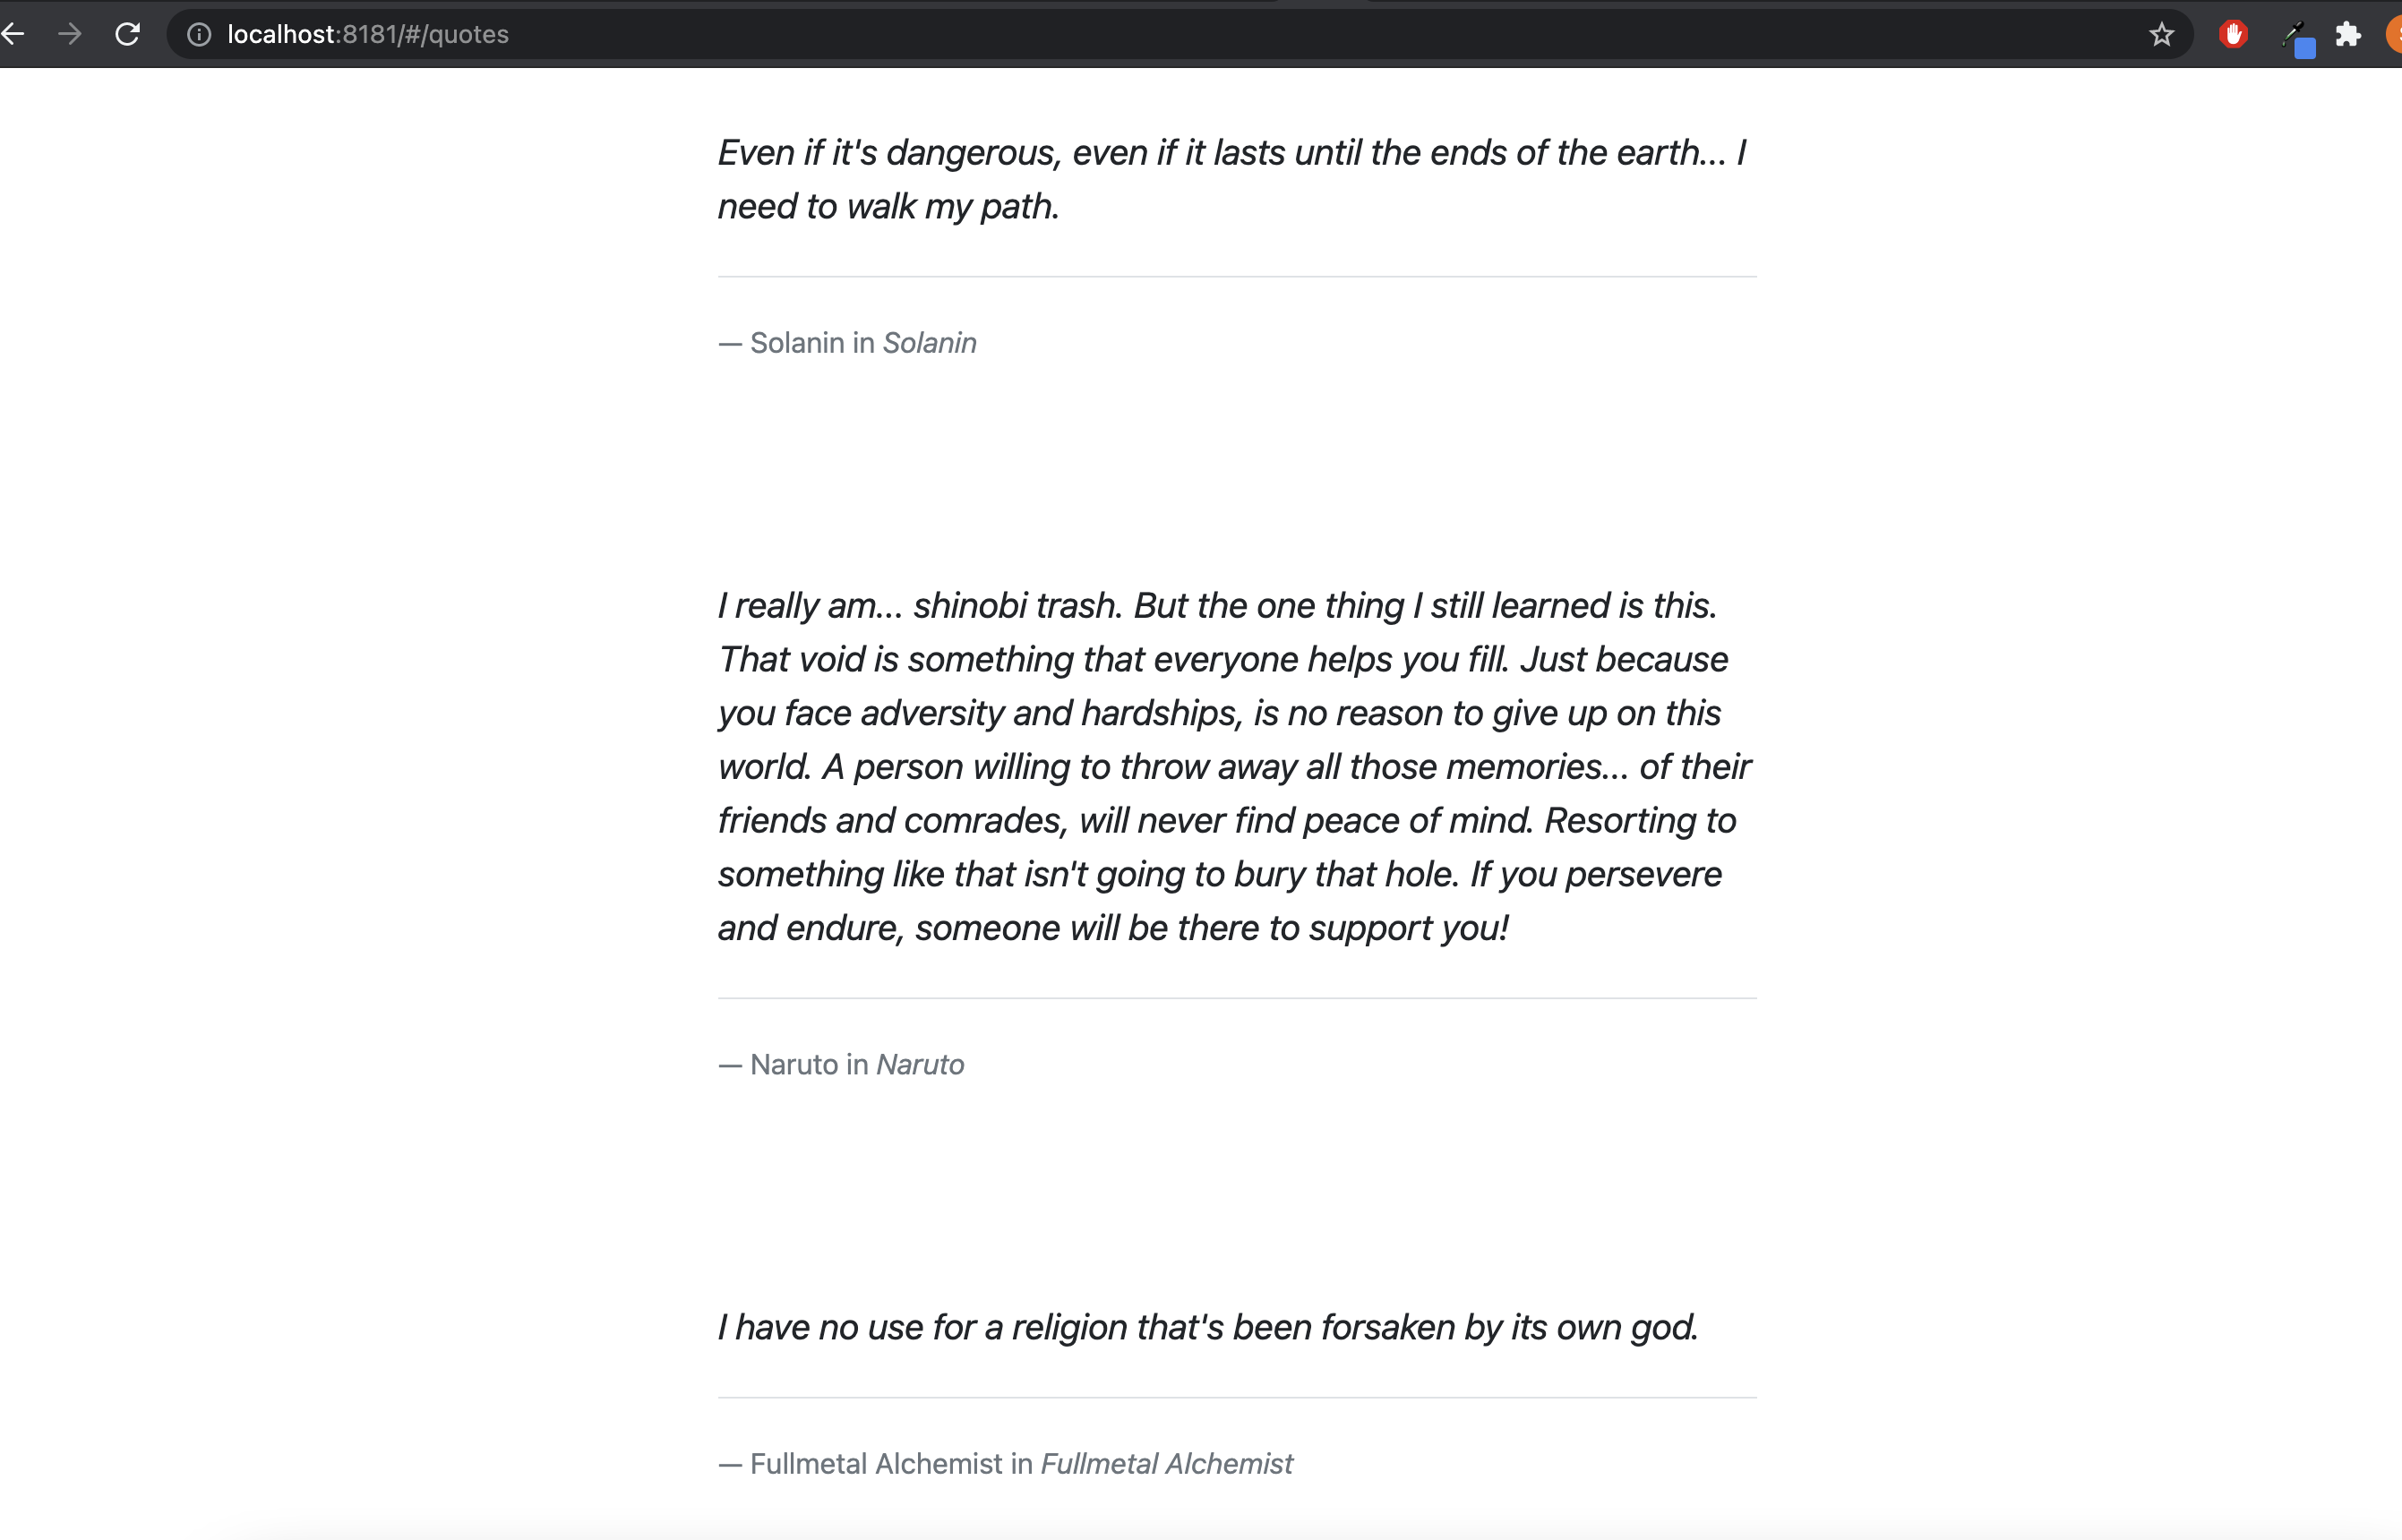 localhost:8181/#/quotes
Even if it's dangerous, even if it lasts until the ends of the earth... I
need to walk my path.
— Solanin in Solanin
I really am... shinobi trash. But the one thing I still learned is this.
That void is something that everyone helps you fill. Just because
you face adversity and hardships, is no reason to give up on this
world. A person willing to throw away all those memories... of their
friends and comrades, will never find peace of mind. Resorting to
something like that isn't going to bury that hole. If you persevere
and endure, someone will be there to support you!
— Naruto in Naruto
I have no use for a religion that's been forsaken by its own god.
— Fullmetal Alchemist in Fullmetal Alchemist